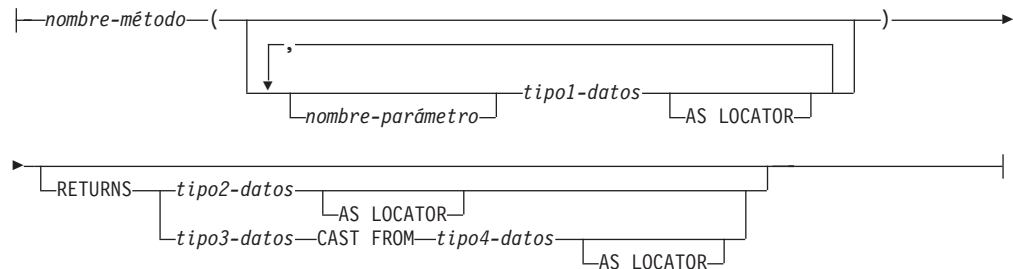 nombre-método ( )
,
tipo1-datos
nombre-parámetro AS LOCATOR
RETURNS tipo2-datos
AS LOCATOR
tipo3-datos CAST FROM tipo4-datos
AS LOCATOR